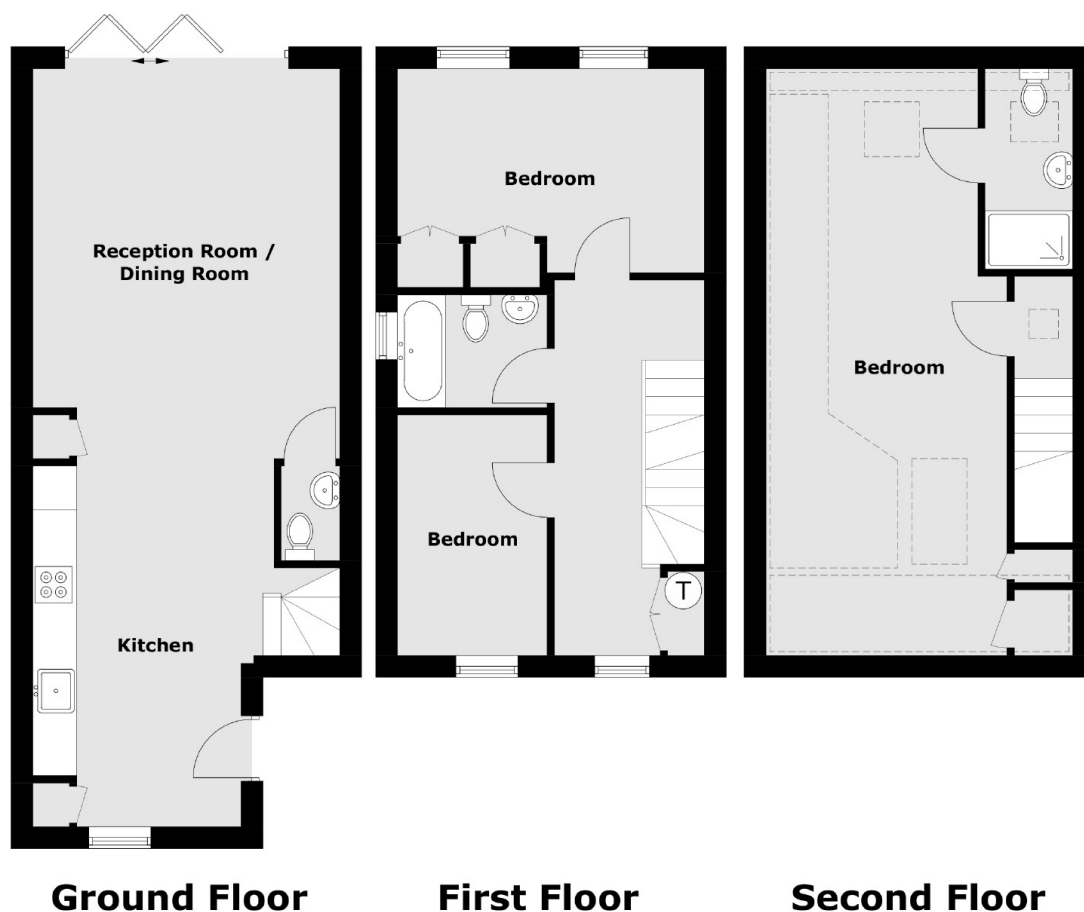 Reception Room /
Dining Room
Kitchen
Ground Floor
Bedroom
Bedroom
T
First Floor
Bedroom
Second Floor